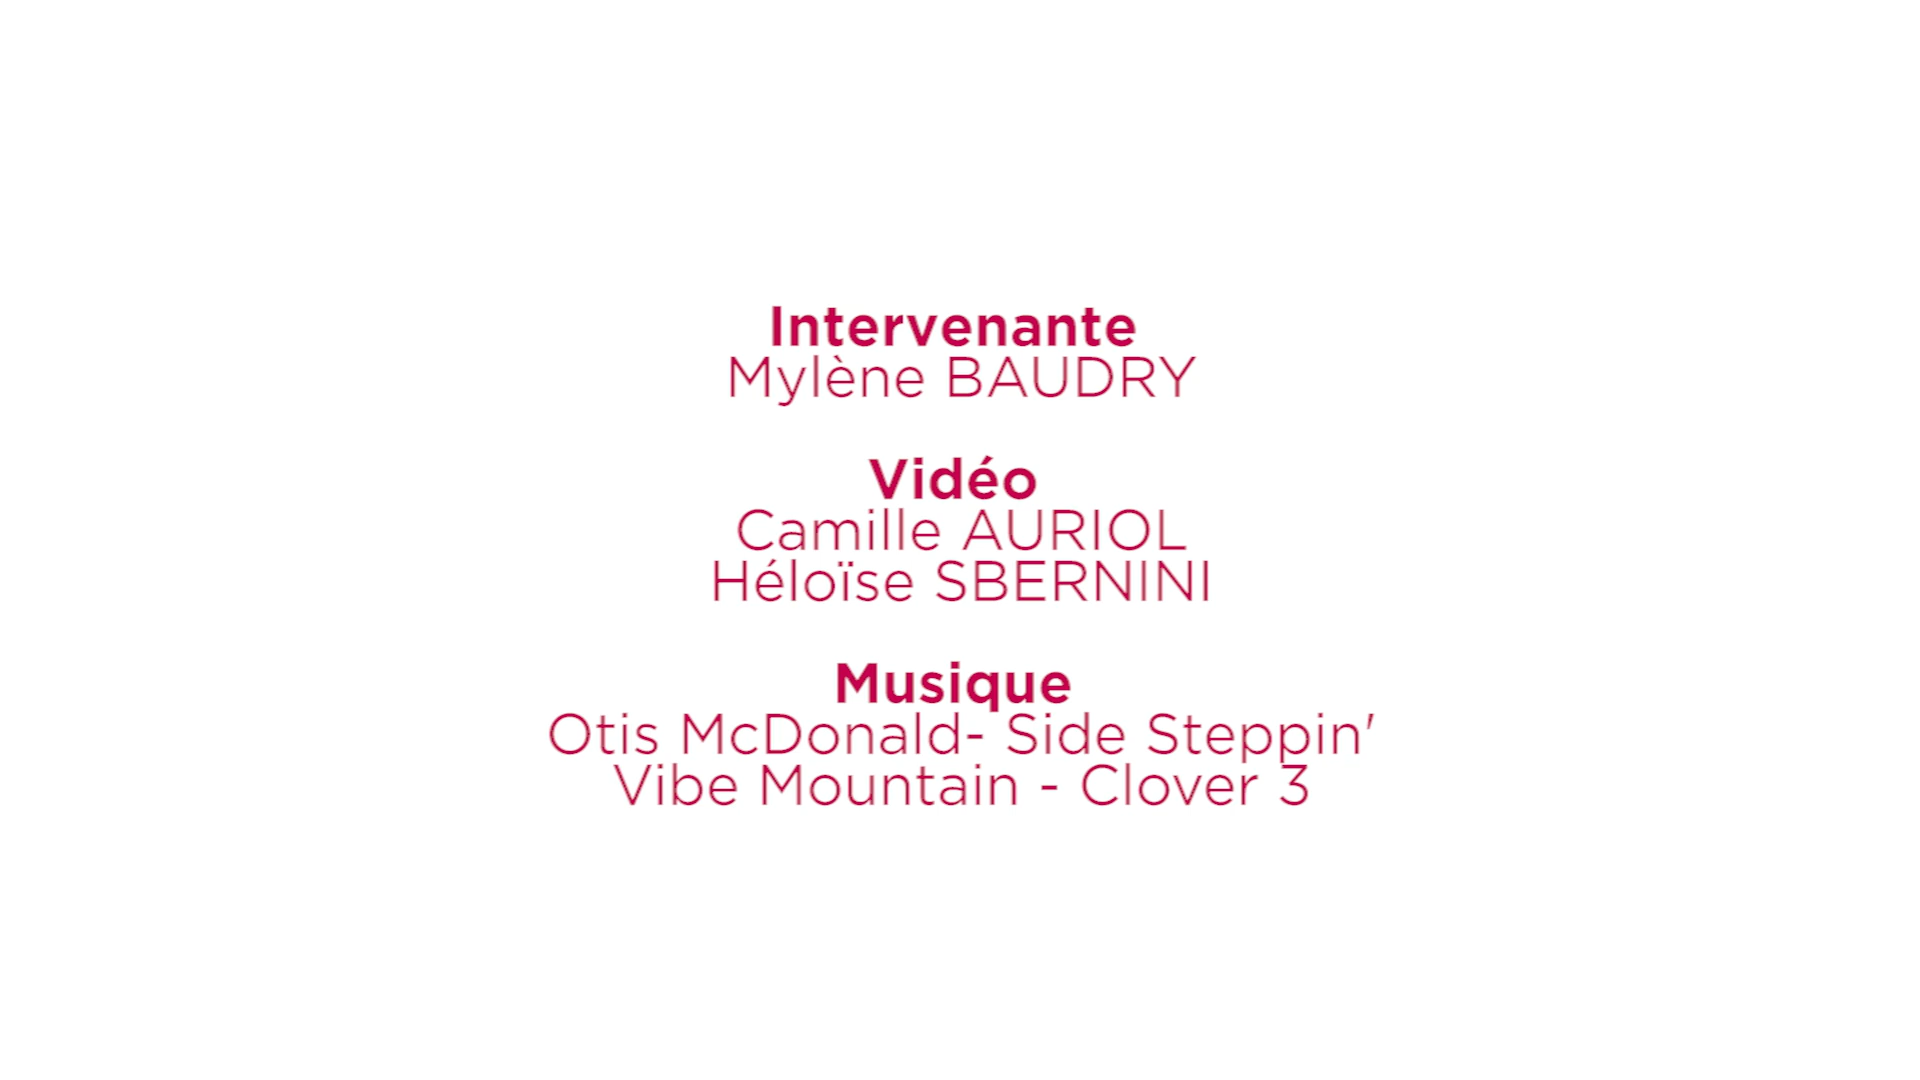 Intervenante
Mylène BAUDRY
Vidéo
Camille AURIOL
Héloïse SBERNINI
Musique
Otis McDonald- Side Steppin'
Vibe Mountain - Clover 3